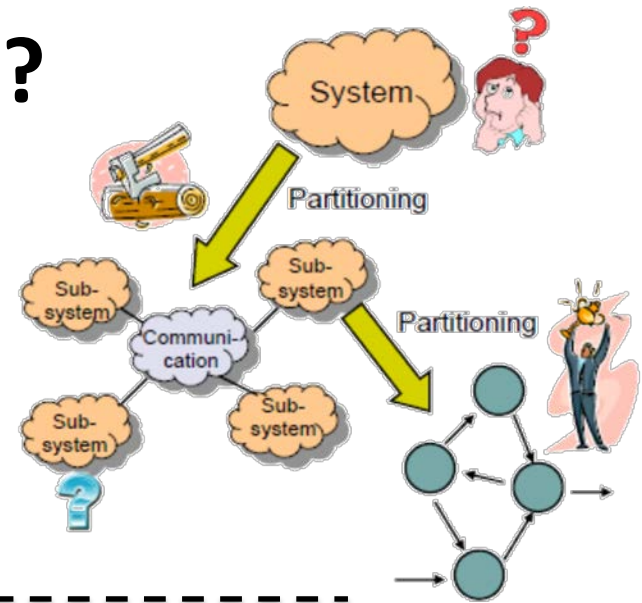 ?
?
System
Partitioning
Sub-
system
Sub-
system
Communi-
cation
Partitioning
Sub-
system
Sub-
system
?